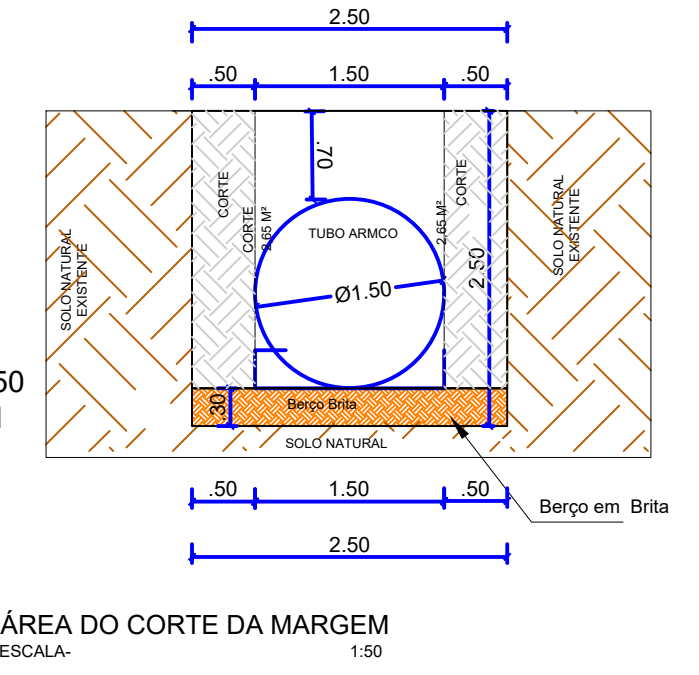 2.50
.50
1.50
.50
.70
CORTE
CORTE
2,65 M²
TUBO ARMCO
2,65 M²
CORTE
SOLO NATURAL
EXISTENTE
SOLO NATURAL
EXISTENTE
Ø1.50
2.50
50
.30
Berço Brita
SOLO NATURAL
.50
1.50
.50
Berço em Brita
2.50
ÁREA DO CORTE DA MARGEM
ESCALA- 1:50